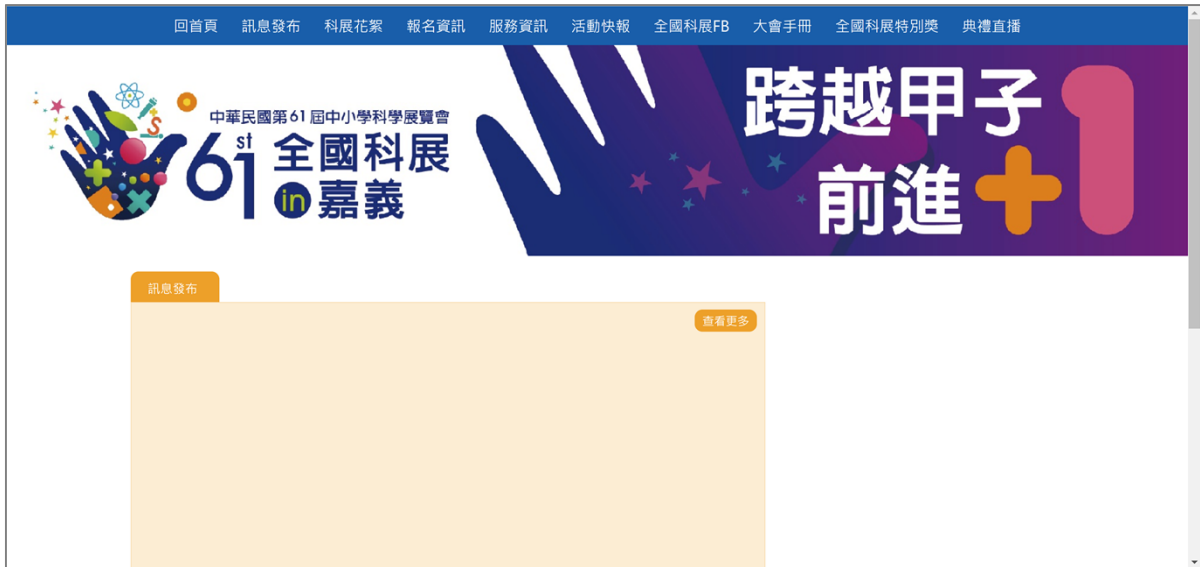 回首頁 訊息發布 科展花絮 報名資訊 服務資訊 活動快報 全國科展FB 大會手冊 全國科展特別獎 典禮直播
中華民國第61屆中小學科學展覽會
61st 全國科展
in 嘉義
跨越甲子
前進+1
訊息發布
查看更多